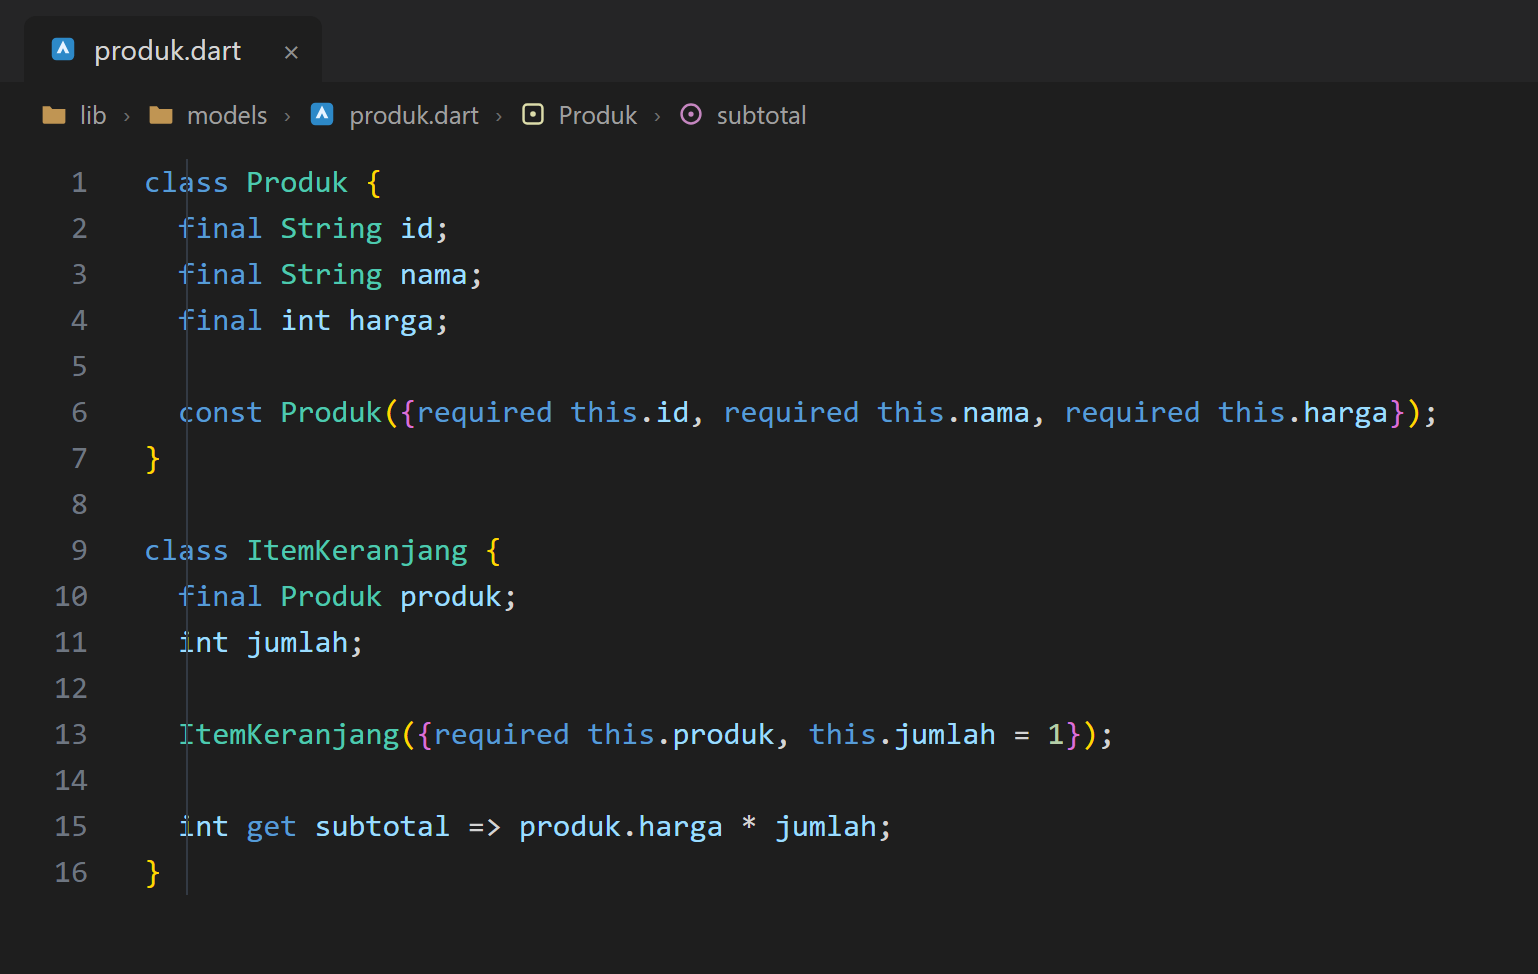 produk.dart ×
lib › models › produk.dart › Produk › subtotal
1 class Produk {
2   final String id;
3   final String nama;
4   final int harga;
5
6   const Produk({required this.id, required this.nama, required this.harga});
7 }
8
9 class ItemKeranjang {
10   final Produk produk;
11   int jumlah;
12
13   ItemKeranjang({required this.produk, this.jumlah = 1});
14
15   int get subtotal => produk.harga * jumlah;
16 }